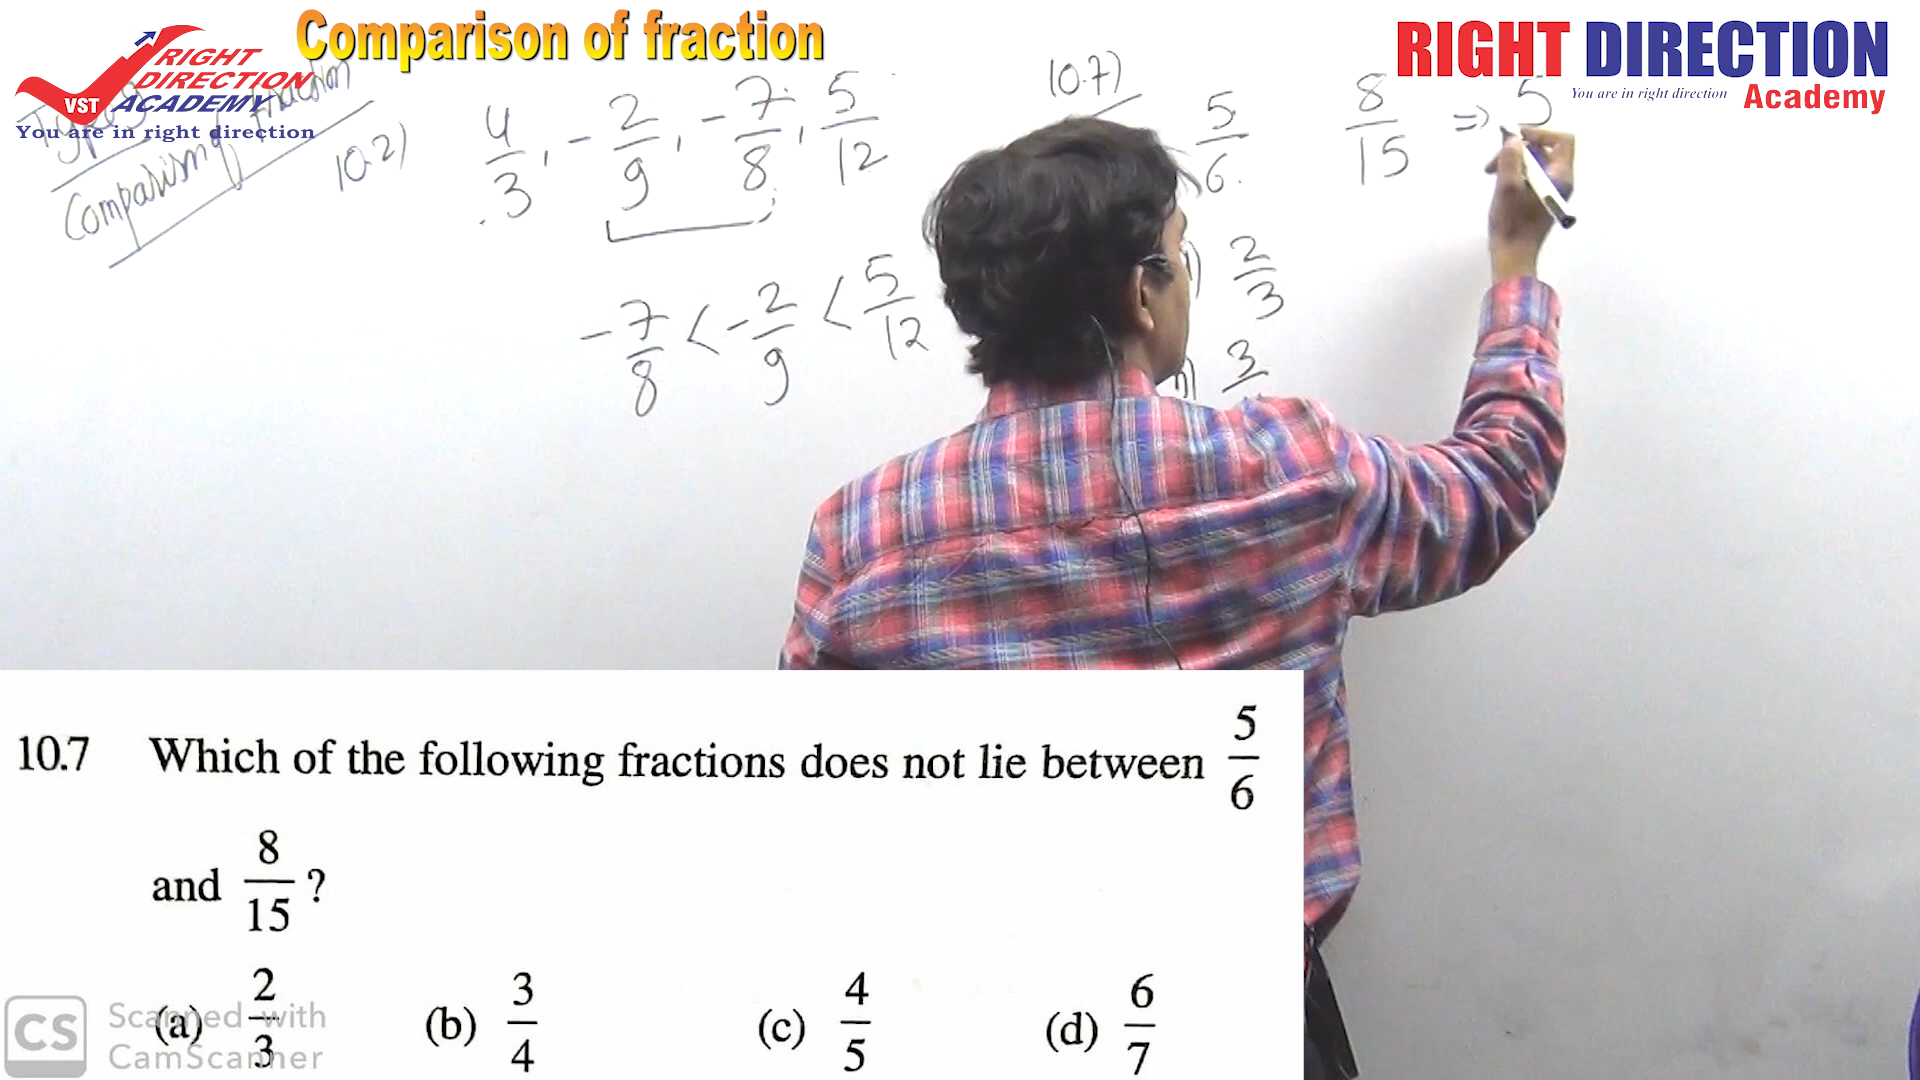 Comparison of fraction
VST
RIGHT
DIRECTION
ACADEMY
You are in right direction
RIGHT DIRECTION
You are in right direction Academy
Comparison of Fraction
10.2) 4/3, -2/9, -7/8, 5/12
-7/8 < -2/9 < 5/12
10.7) 5/6 8/15 ⇒ 5
2/3
3
10.7 Which of the following fractions does not lie between 5/6
and 8/15 ?
(a) 2/3 (b) 3/4 (c) 4/5 (d) 6/7
CS Scanned with
CamScanner